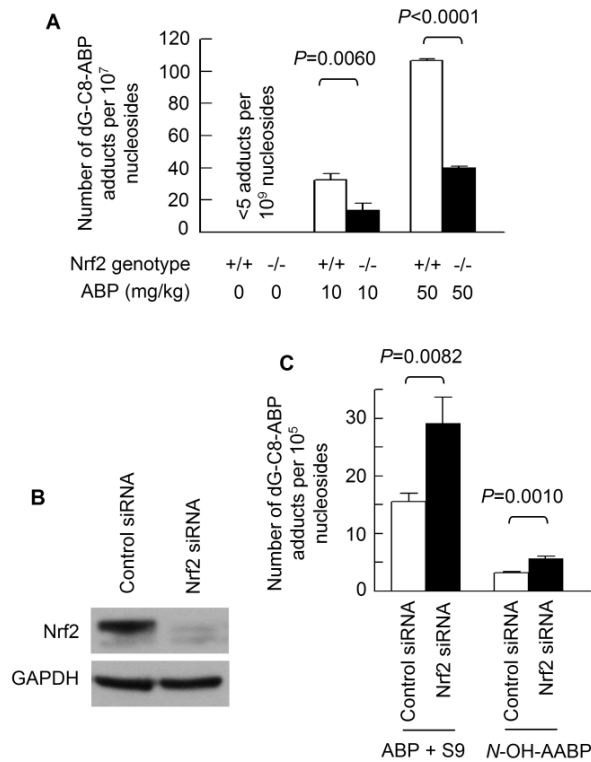 A
Number of dG-C8-ABP
adducts per 10⁷
nucleosides
120
100
80
60
40
20
0
<5 adducts per
10⁹ nucleosides
P=0.0060
P<0.0001
Nrf2 genotype +/+ -/- +/+ -/- +/+ -/-
ABP (mg/kg) 0 0 10 10 50 50
B
Control siRNA
Nrf2 siRNA
Nrf2
GAPDH
C
Number of dG-C8-ABP
adducts per 10⁵
nucleosides
30
20
10
0
P=0.0082
P=0.0010
Control siRNA
Nrf2 siRNA
Control siRNA
Nrf2 siRNA
ABP + S9
N-OH-AABP